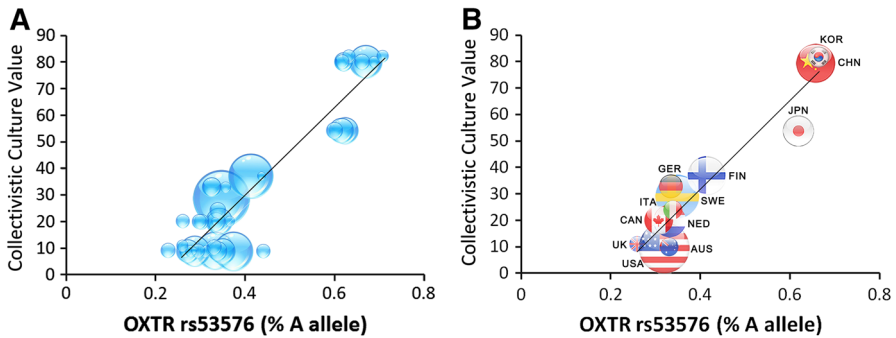 A
Collectivistic Culture Value
90
80
70
60
50
40
30
20
10
0
0 0.2 0.4 0.6 0.8
OXTR rs53576 (% A allele)
B
Collectivistic Culture Value
90
80
70
60
50
40
30
20
10
0
KOR
CHN
JPN
GER
FIN
ITA
SWE
CAN
NED
UK
AUS
USA
0 0.2 0.4 0.6 0.8
OXTR rs53576 (% A allele)